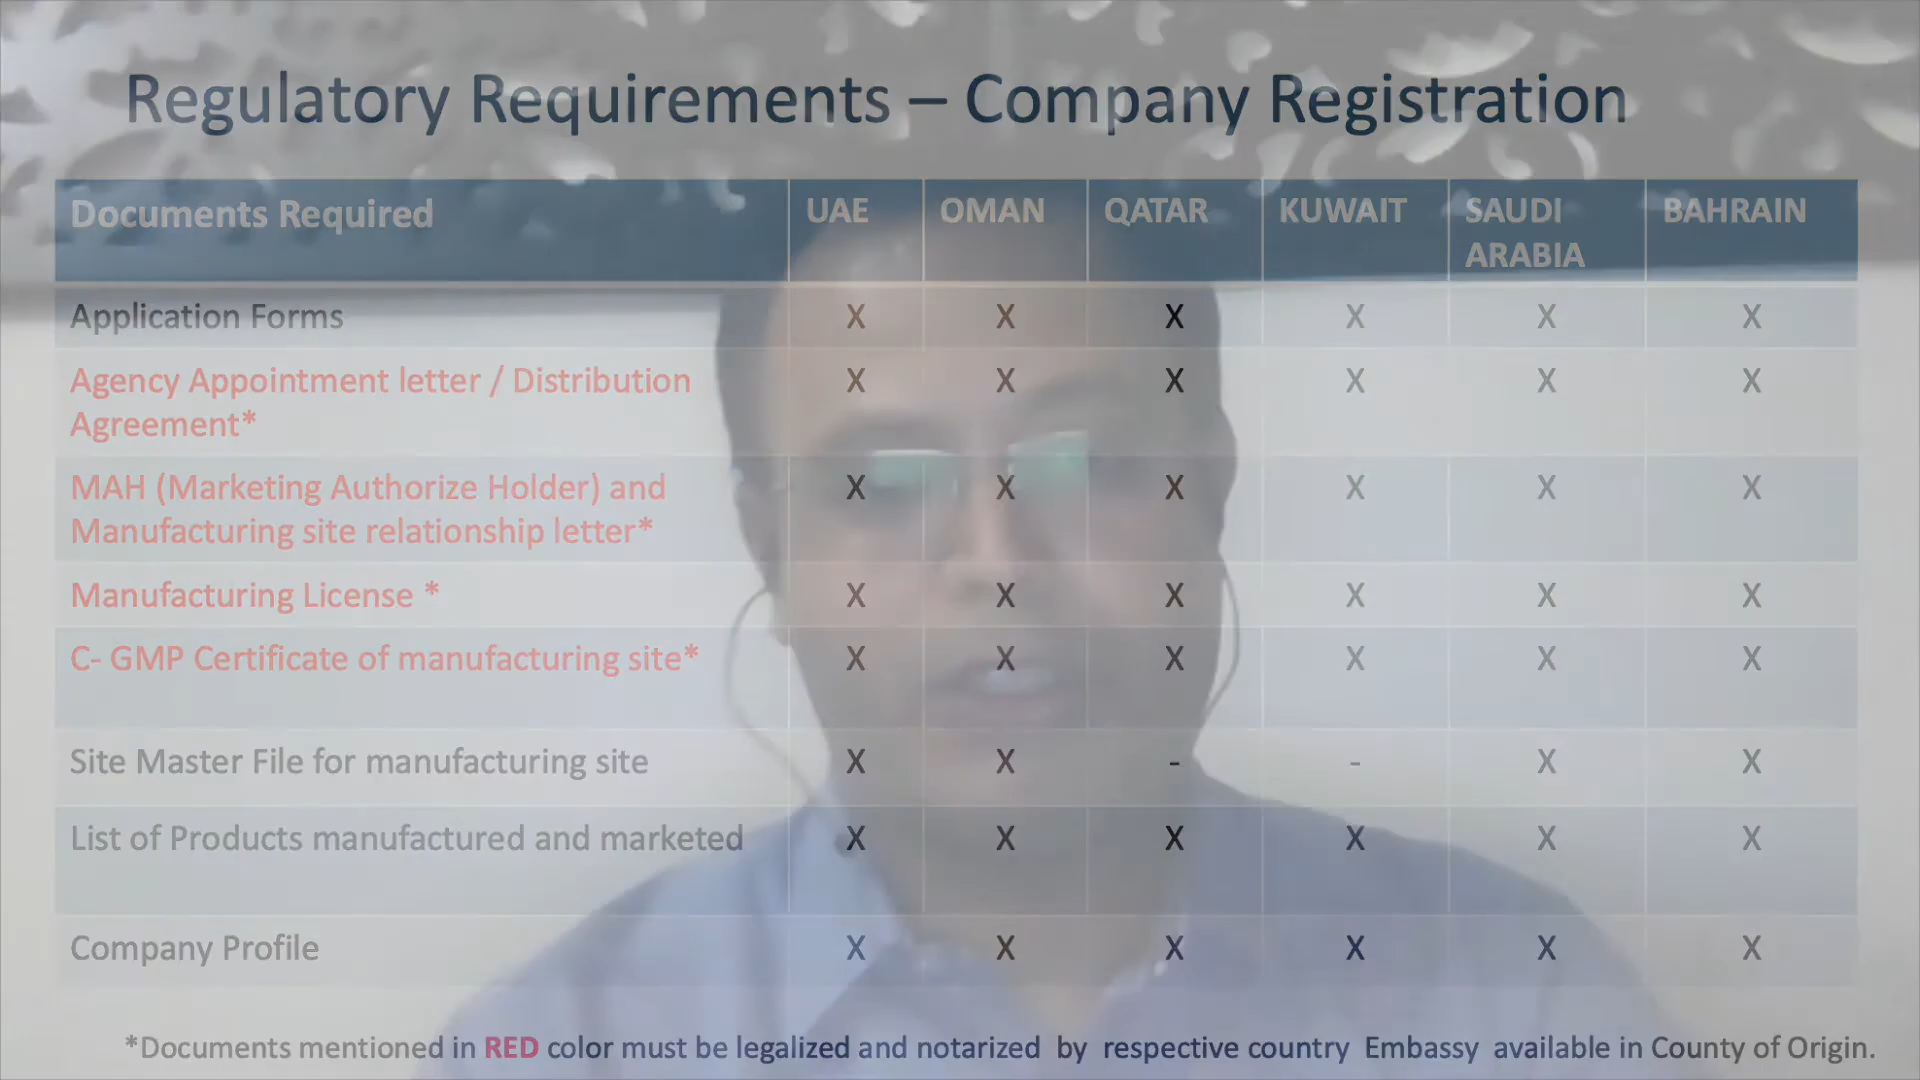 Regulatory Requirements – Company Registration
Documents Required UAE OMAN QATAR KUWAIT SAUDI ARABIA BAHRAIN
Application Forms X X X X X X
Agency Appointment letter / Distribution
Agreement* X X X X X X
MAH (Marketing Authorize Holder) and
Manufacturing site relationship letter* X X X X X X
Manufacturing License * X X X X X X
C- GMP Certificate of manufacturing site* X X X X X X
Site Master File for manufacturing site X X - - X X
List of Products manufactured and marketed X X X X X X
Company Profile X X X X X X
*Documents mentioned in RED color must be legalized and notarized by respective country Embassy available in County of Origin.